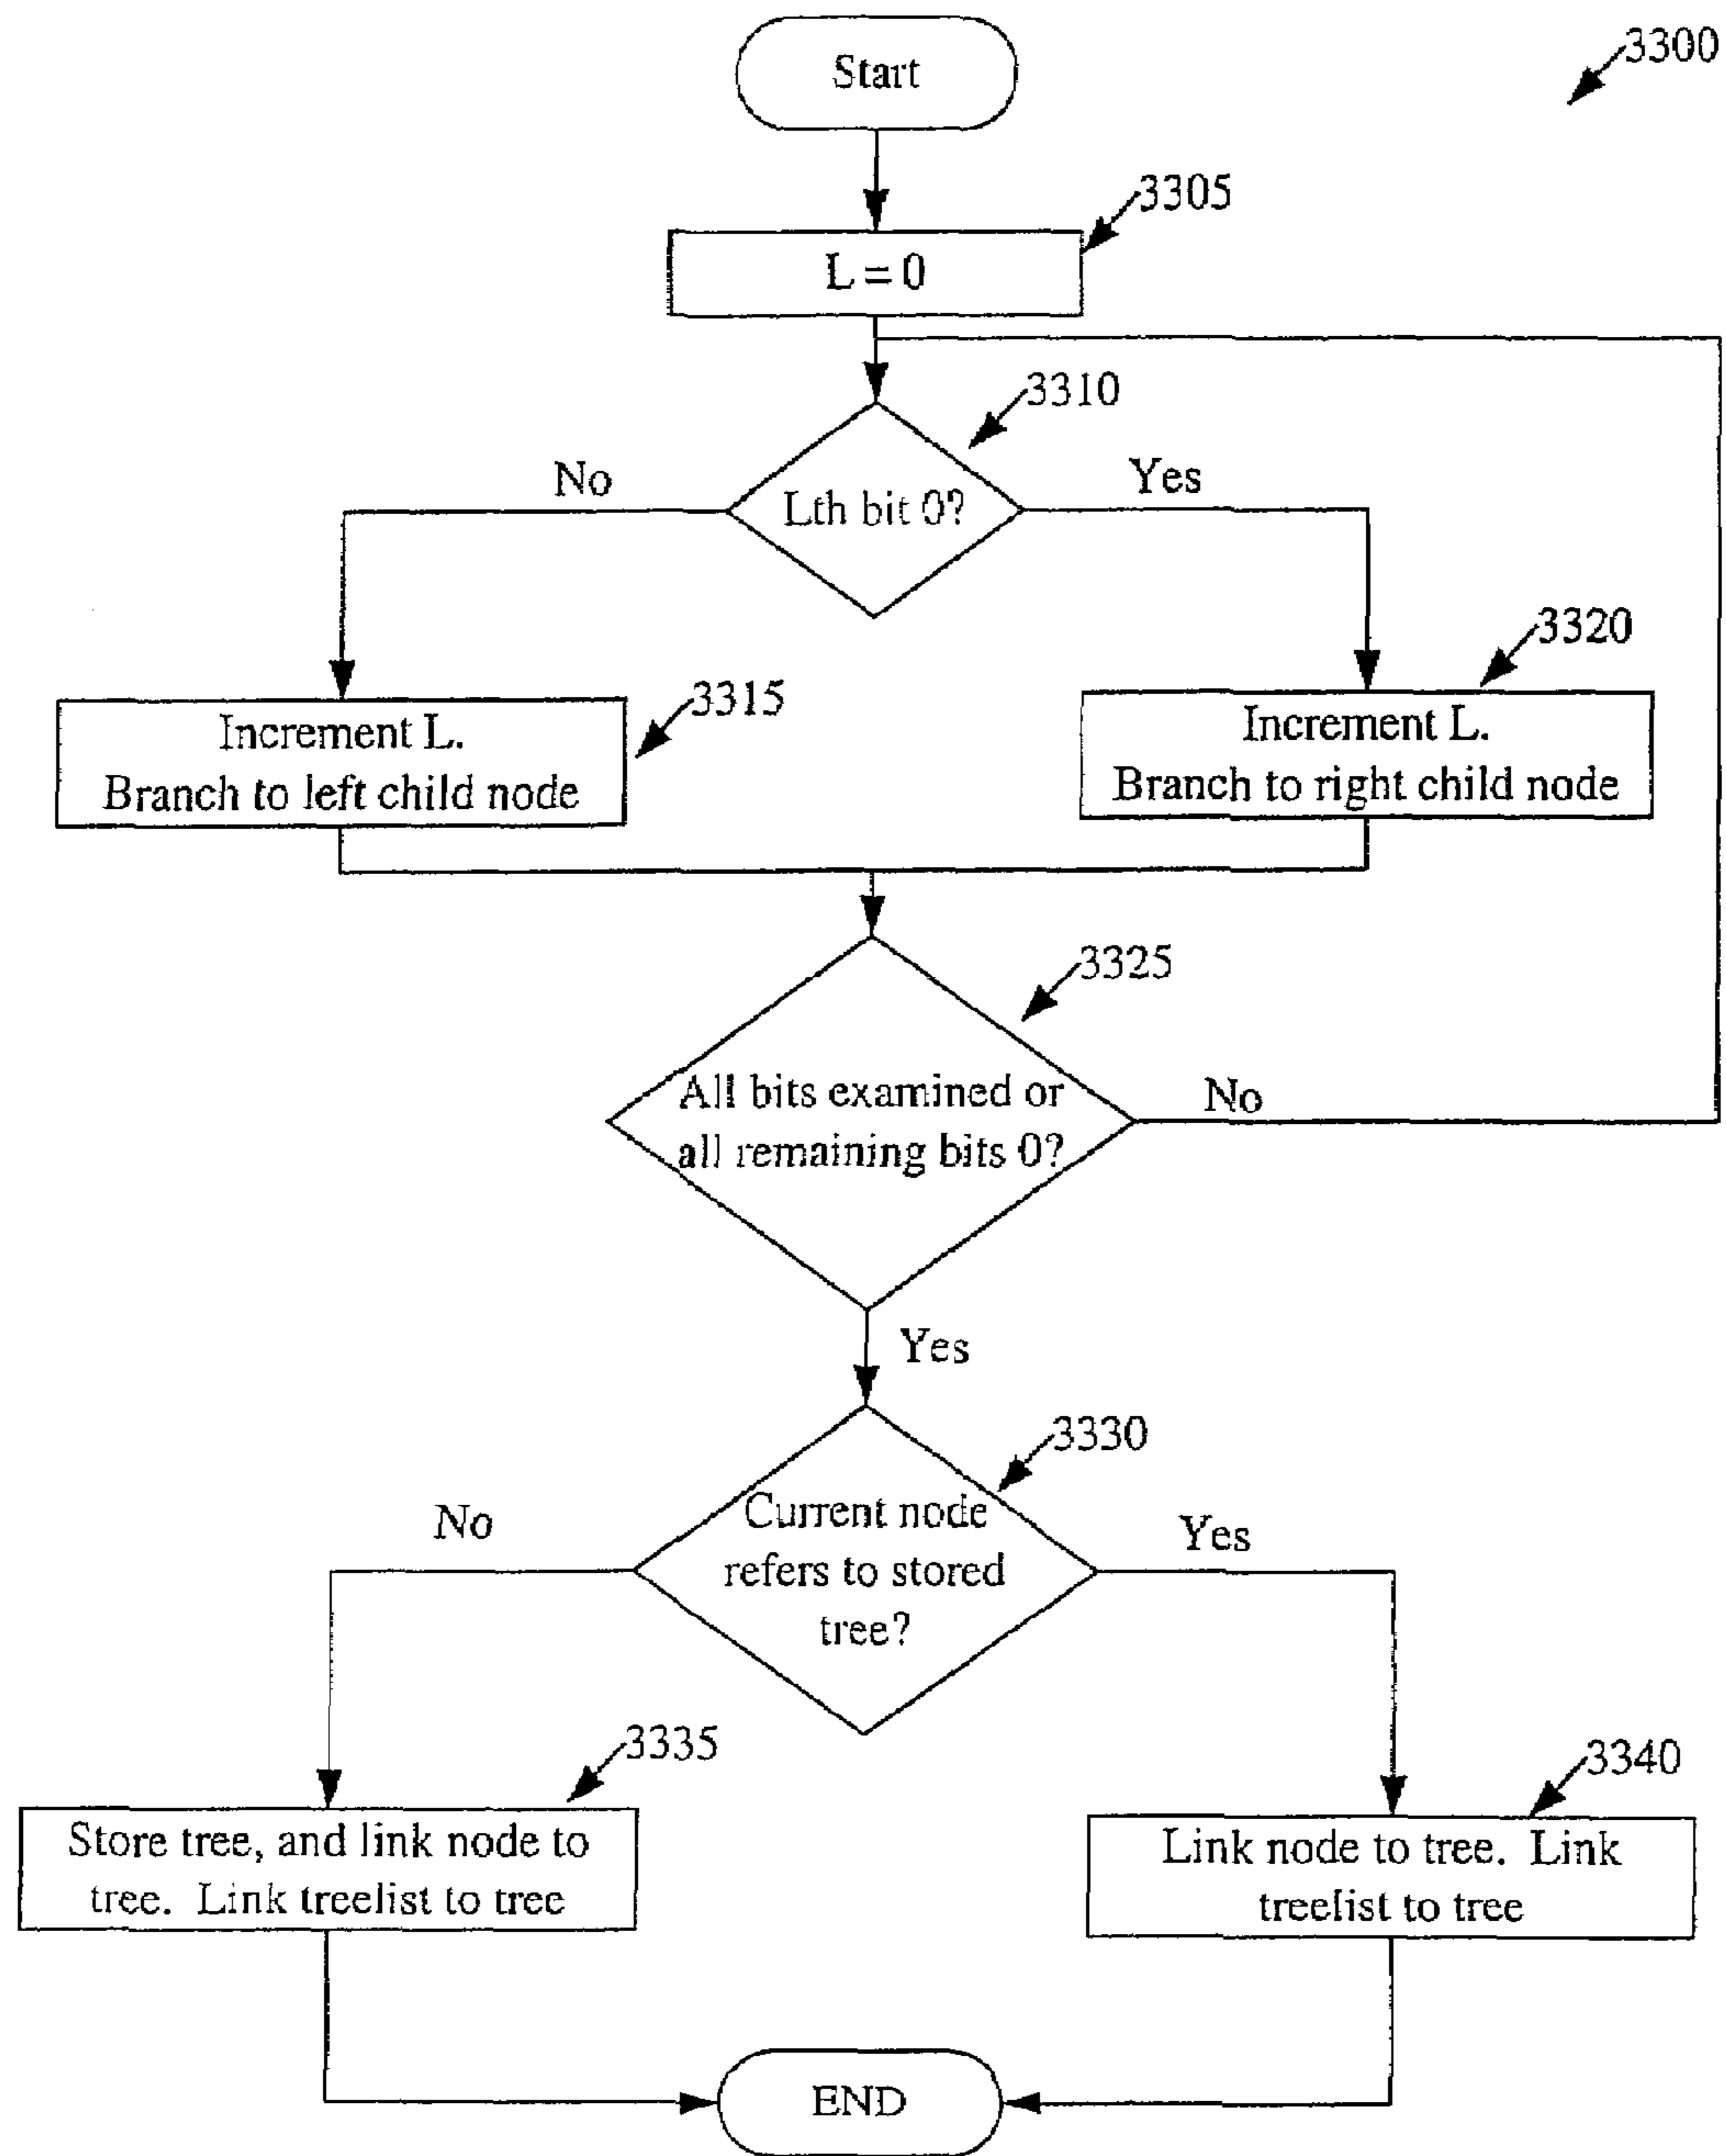 Start
3300
3305
L = 0
3310
No
Yes
Lth bit 0?
3320
3315
Increment L.
Branch to left child node
Increment L.
Branch to right child node
3325
All bits examined or
all remaining bits 0?
No
Yes
3330
No
Current node
refers to stored
tree?
Yes
3335
3340
Store tree, and link node to
tree. Link treelist to tree
Link node to tree. Link
treelist to tree
END